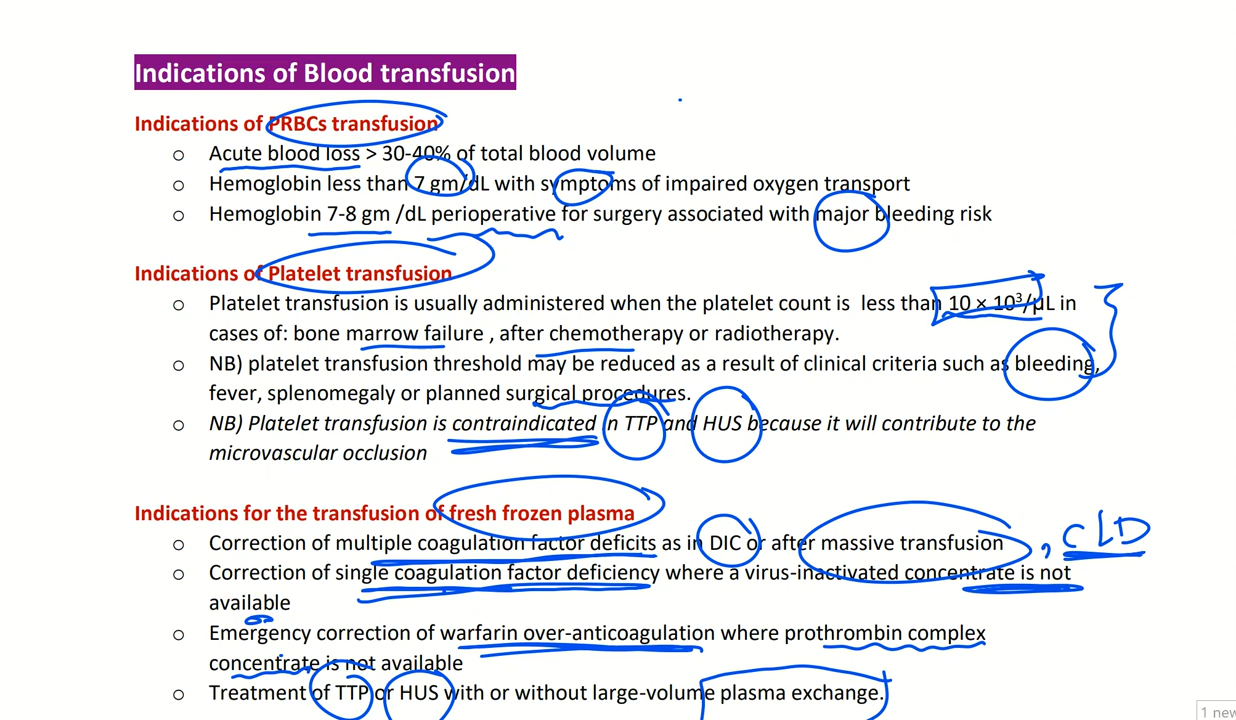 Indications of Blood transfusion
Indications of PRBCs transfusion
o Acute blood loss > 30-40% of total blood volume
o Hemoglobin less than 7 gm/dL with symptoms of impaired oxygen transport
o Hemoglobin 7-8 gm /dL perioperative for surgery associated with major bleeding risk
Indications of Platelet transfusion
o Platelet transfusion is usually administered when the platelet count is less than 10 × 10³/μL in
cases of: bone marrow failure , after chemotherapy or radiotherapy.
o NB) platelet transfusion threshold may be reduced as a result of clinical criteria such as bleeding,
fever, splenomegaly or planned surgical procedures.
o NB) Platelet transfusion is contraindicated in TTP and HUS because it will contribute to the
microvascular occlusion
Indications for the transfusion of fresh frozen plasma
o Correction of multiple coagulation factor deficits as in DIC or after massive transfusion , CLD
o Correction of single coagulation factor deficiency where a virus-inactivated concentrate is not
available
o Emergency correction of warfarin over-anticoagulation where prothrombin complex
concentrate is not available
o Treatment of TTP or HUS with or without large-volume plasma exchange.
1 new